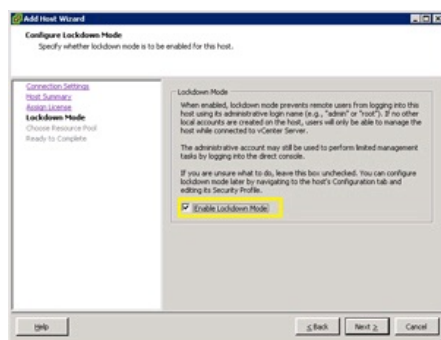 Add Host Wizard
Configure Lockdown Mode
Specify whether lockdown mode is to be enabled for this host.
Connection Settings
Host Summary
Assign License
Lockdown Mode
Choose Resource Pool
Ready to Complete
Lockdown Mode
When enabled, lockdown mode prevents remote users from logging into this
host using its administrative login name (e.g., "admin" or "root"). If no other
local accounts are created on the host, users will only be able to manage the
host while connected to vCenter Server.
The administrative account may still be used to perform limited management
tasks by logging into the direct console.
If you are unsure what to do, leave this box unchecked. You can configure
lockdown mode later by navigating to the host's Configuration tab and
editing its Security Profile.
Enable Lockdown Mode
Help
< Back
Next >
Cancel